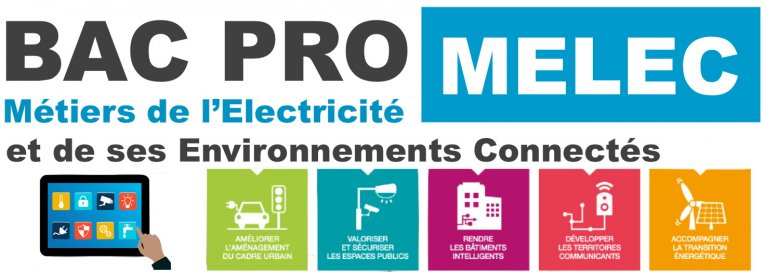 BAC PRO
MELEC
Métiers de l’Electricité
et de ses Environnements Connectés
AMÉLIORER
L'AMÉNAGEMENT
DU CADRE URBAIN
VALORISER
ET SÉCURISER
LES ESPACES PUBLICS
RENDRE
LES BÂTIMENTS
INTELLIGENTS
DÉVELOPPER
LES TERRITOIRES
COMMUNICANTS
ACCOMPAGNER
LA TRANSITION
ÉNERGÉTIQUE